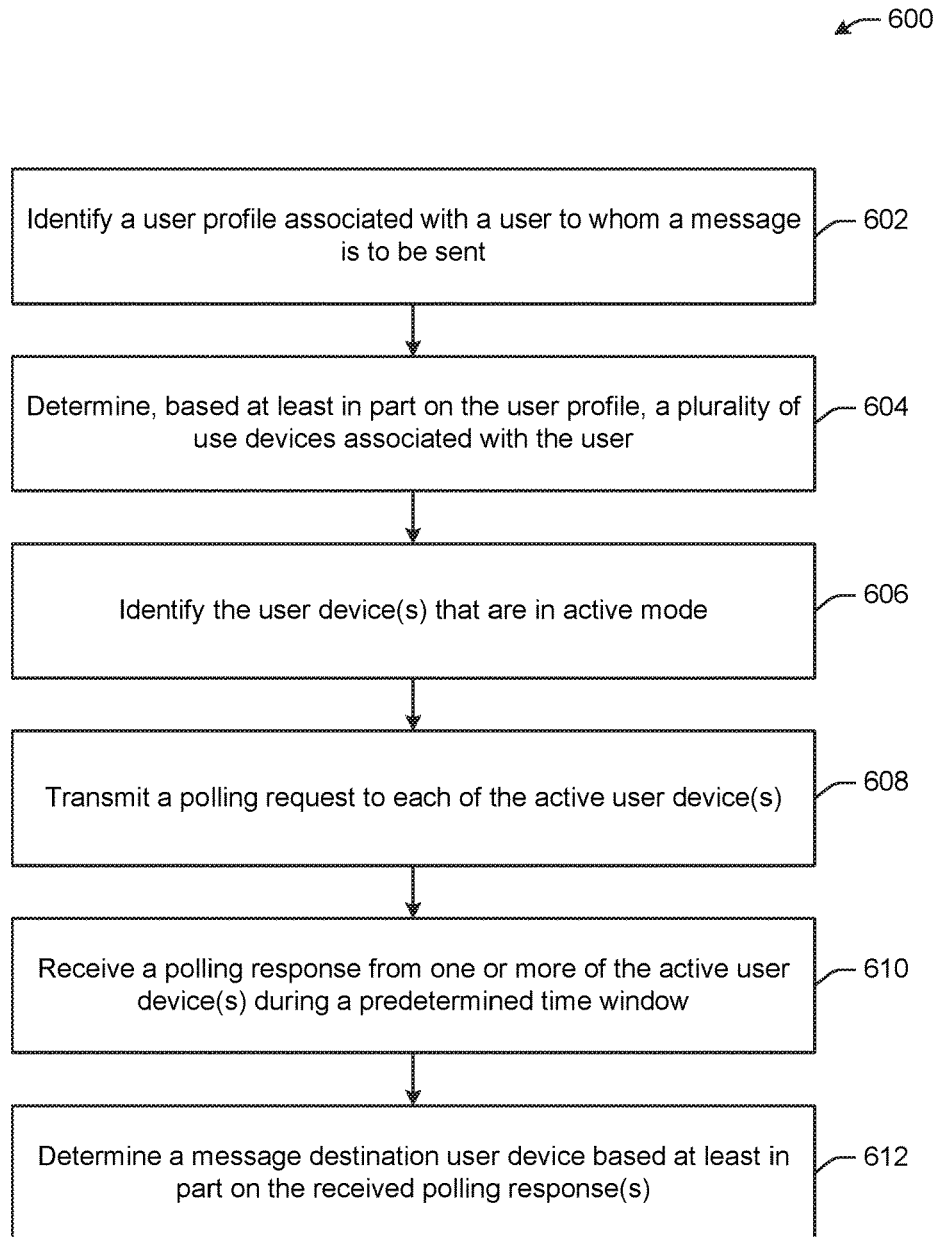 600
Identify a user profile associated with a user to whom a message
is to be sent
602
Determine, based at least in part on the user profile, a plurality of
use devices associated with the user
604
Identify the user device(s) that are in active mode
606
Transmit a polling request to each of the active user device(s)
608
Receive a polling response from one or more of the active user
device(s) during a predetermined time window
610
Determine a message destination user device based at least in
part on the received polling response(s)
612